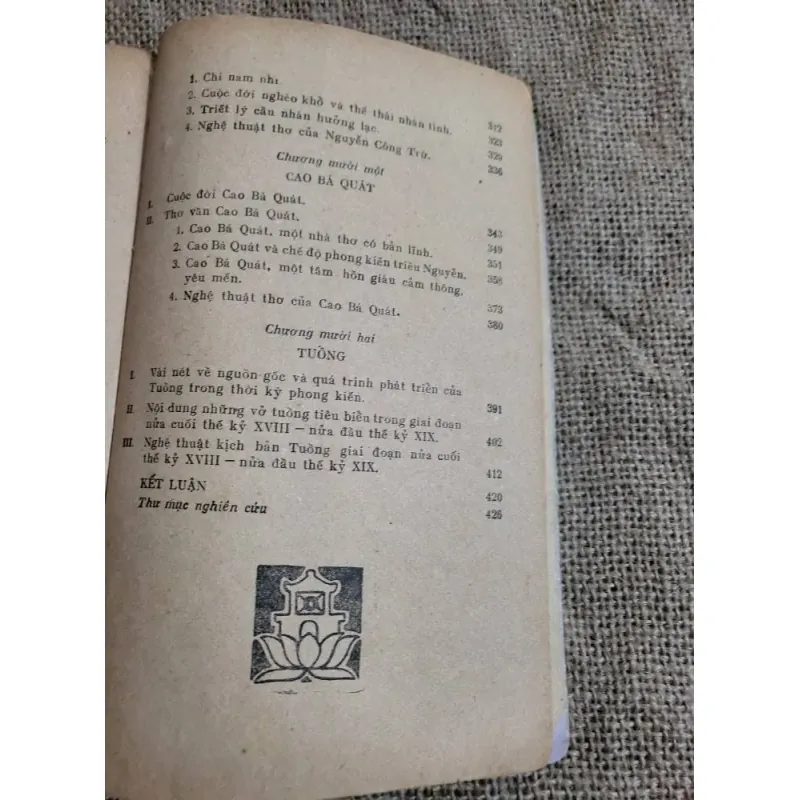 1. Chí nam nhi. 312
2. Cuộc đời nghèo khổ và thế thái nhân tình. 323
3. Triết lý cầu nhàn hưởng lạc. 329
4. Nghệ thuật thơ của Nguyễn Công Trứ. 336
Chương mười một
CAO BÁ QUÁT
I. Cuộc đời Cao Bá Quát. 343
II. Thơ văn Cao Bá Quát. 349
1. Cao Bá Quát, một nhà thơ có bản lĩnh. 351
2. Cao Bá Quát và chế độ phong kiến triều Nguyễn. 358
3. Cao Bá Quát, một tâm hồn giàu cảm thông,
yêu mến. 373
4. Nghệ thuật thơ của Cao Bá Quát. 380
Chương mười hai
TUỒNG
I. Vài nét về nguồn gốc và quá trình phát triển của
Tuồng trong thời kỳ phong kiến. 391
II. Nội dung những vở tuồng tiêu biểu trong giai đoạn
nửa cuối thế kỷ XVIII — nửa đầu thế kỷ XIX. 402
III. Nghệ thuật kịch bản Tuồng giai đoạn nửa cuối
thế kỷ XVIII — nửa đầu thế kỷ XIX. 412
KẾT LUẬN 420
Thư mục nghiên cứu 426